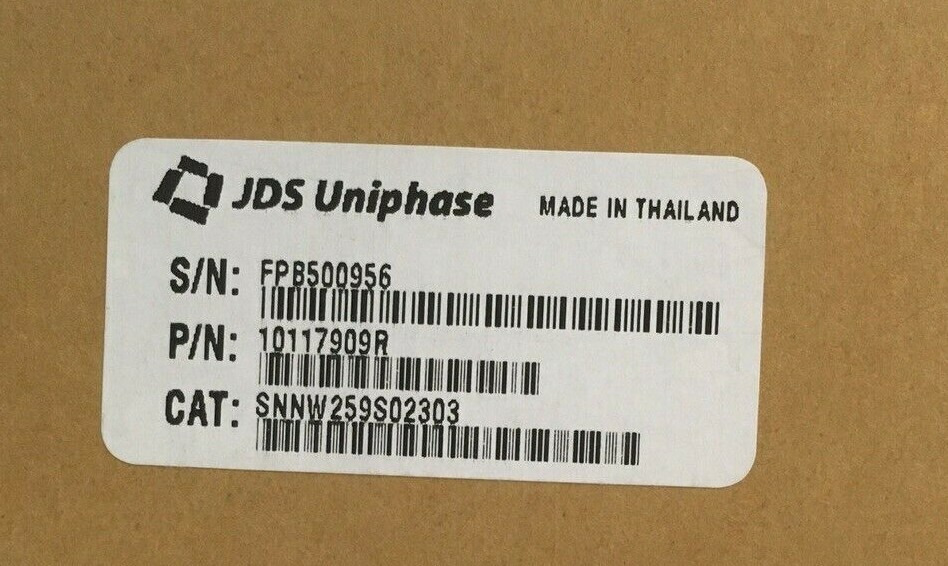 JDS Uniphase MADE IN THAILAND
S/N: FPB500956
P/N: 10117909R
CAT: SNNW259S02303